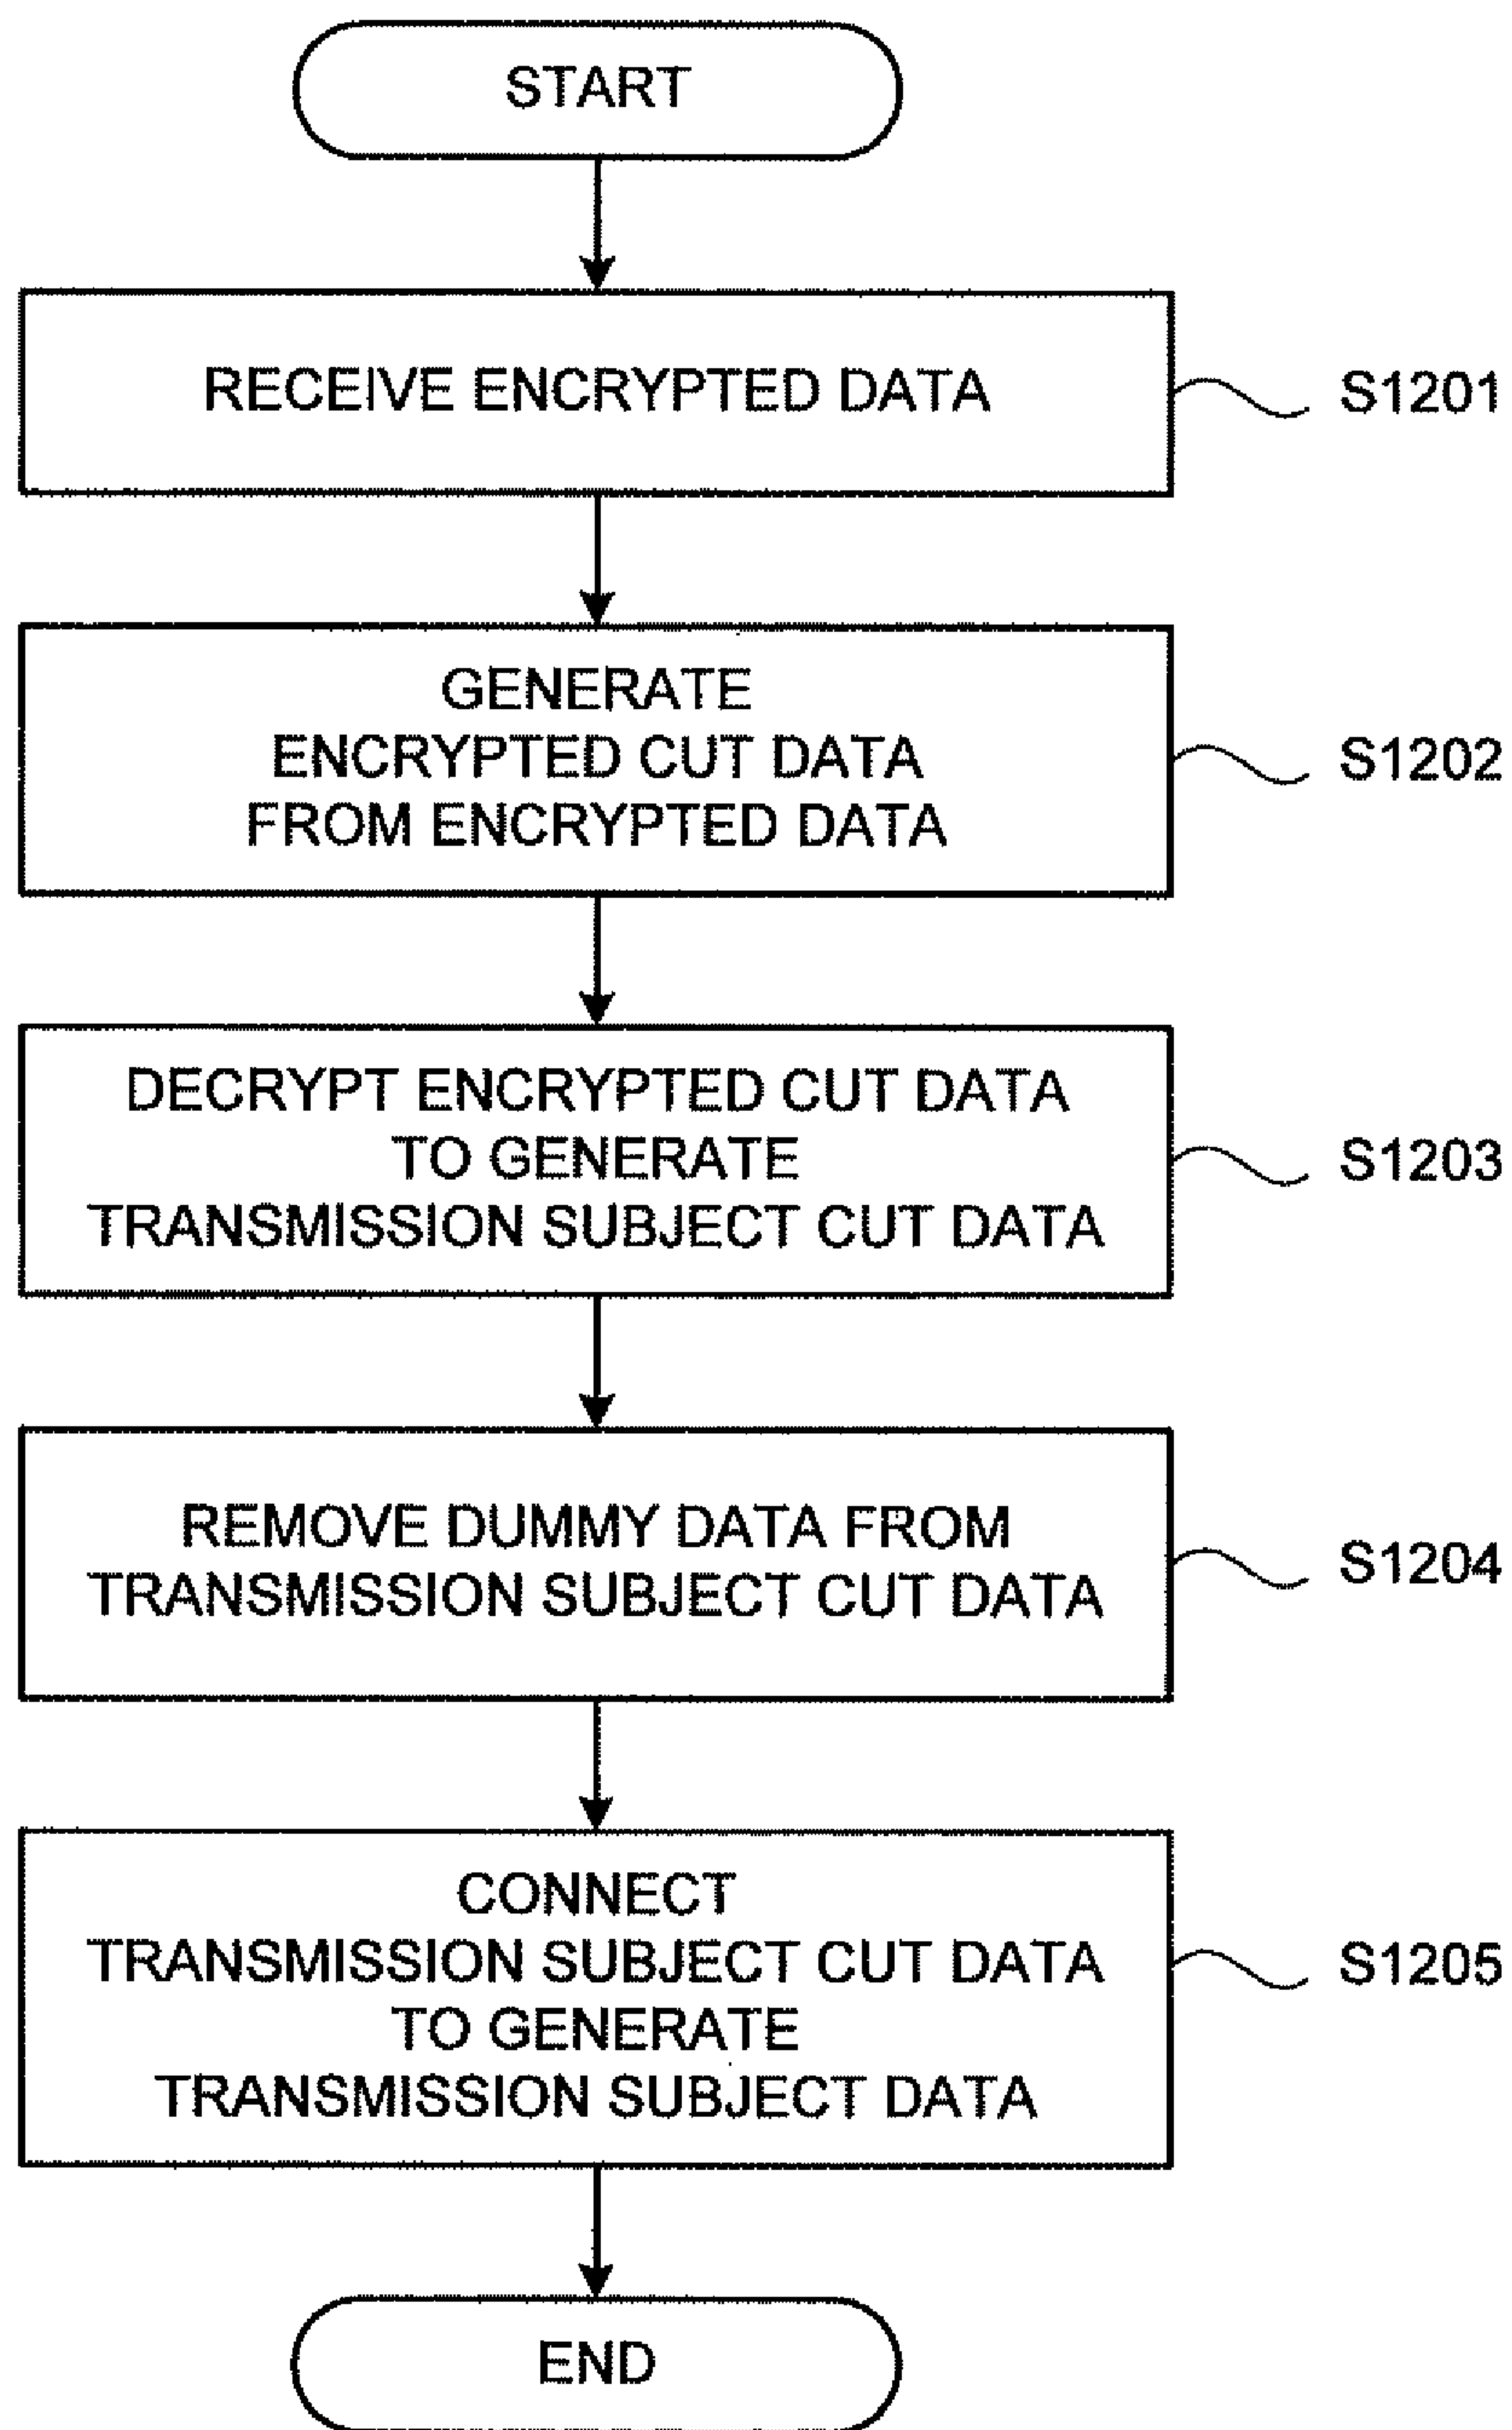 START
RECEIVE ENCRYPTED DATA
S1201
GENERATE
ENCRYPTED CUT DATA
FROM ENCRYPTED DATA
S1202
DECRYPT ENCRYPTED CUT DATA
TO GENERATE
TRANSMISSION SUBJECT CUT DATA
S1203
REMOVE DUMMY DATA FROM
TRANSMISSION SUBJECT CUT DATA
S1204
CONNECT
TRANSMISSION SUBJECT CUT DATA
TO GENERATE
TRANSMISSION SUBJECT DATA
S1205
END